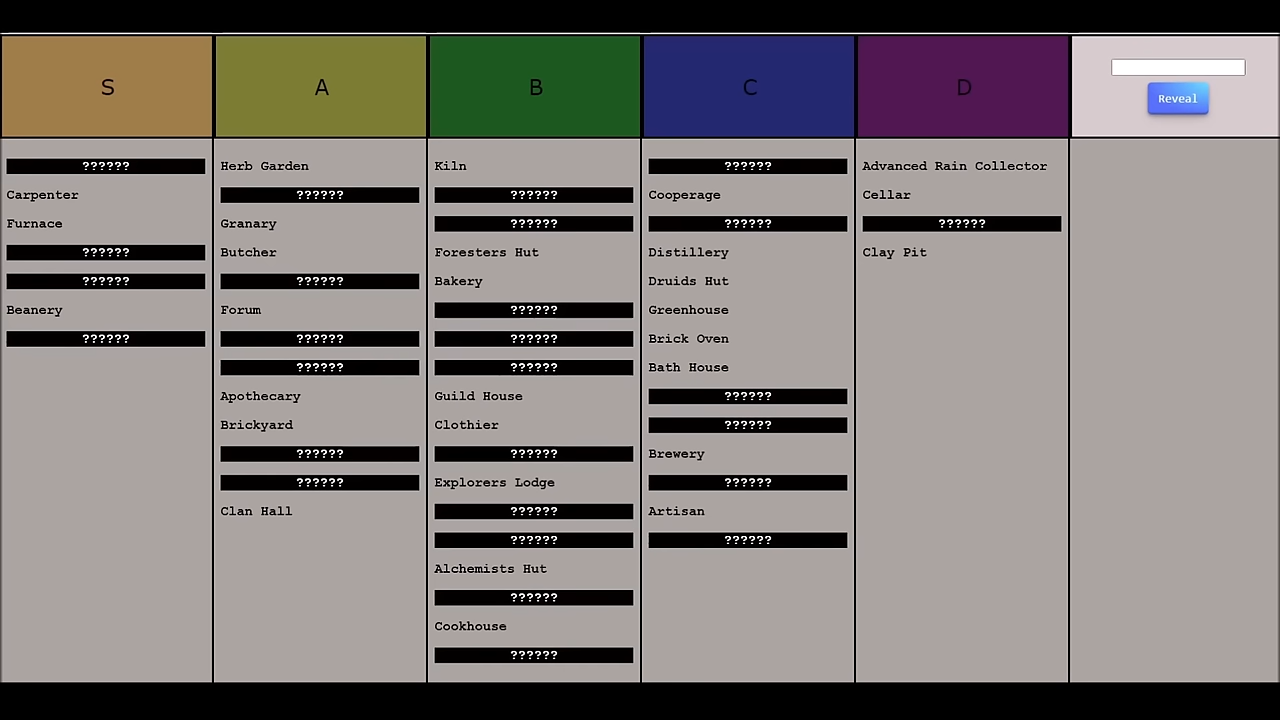 S
A
B
C
D
Reveal
??????
Carpenter
Furnace
??????
??????
Beanery
??????
Herb Garden
??????
Granary
Butcher
??????
Forum
??????
??????
Apothecary
Brickyard
??????
??????
Clan Hall
Kiln
??????
??????
Foresters Hut
Bakery
??????
??????
??????
Guild House
Clothier
??????
Explorers Lodge
??????
??????
Alchemists Hut
??????
Cookhouse
??????
??????
Cooperage
??????
Distillery
Druids Hut
Greenhouse
Brick Oven
Bath House
??????
??????
Brewery
??????
Artisan
??????
Advanced Rain Collector
Cellar
??????
Clay Pit